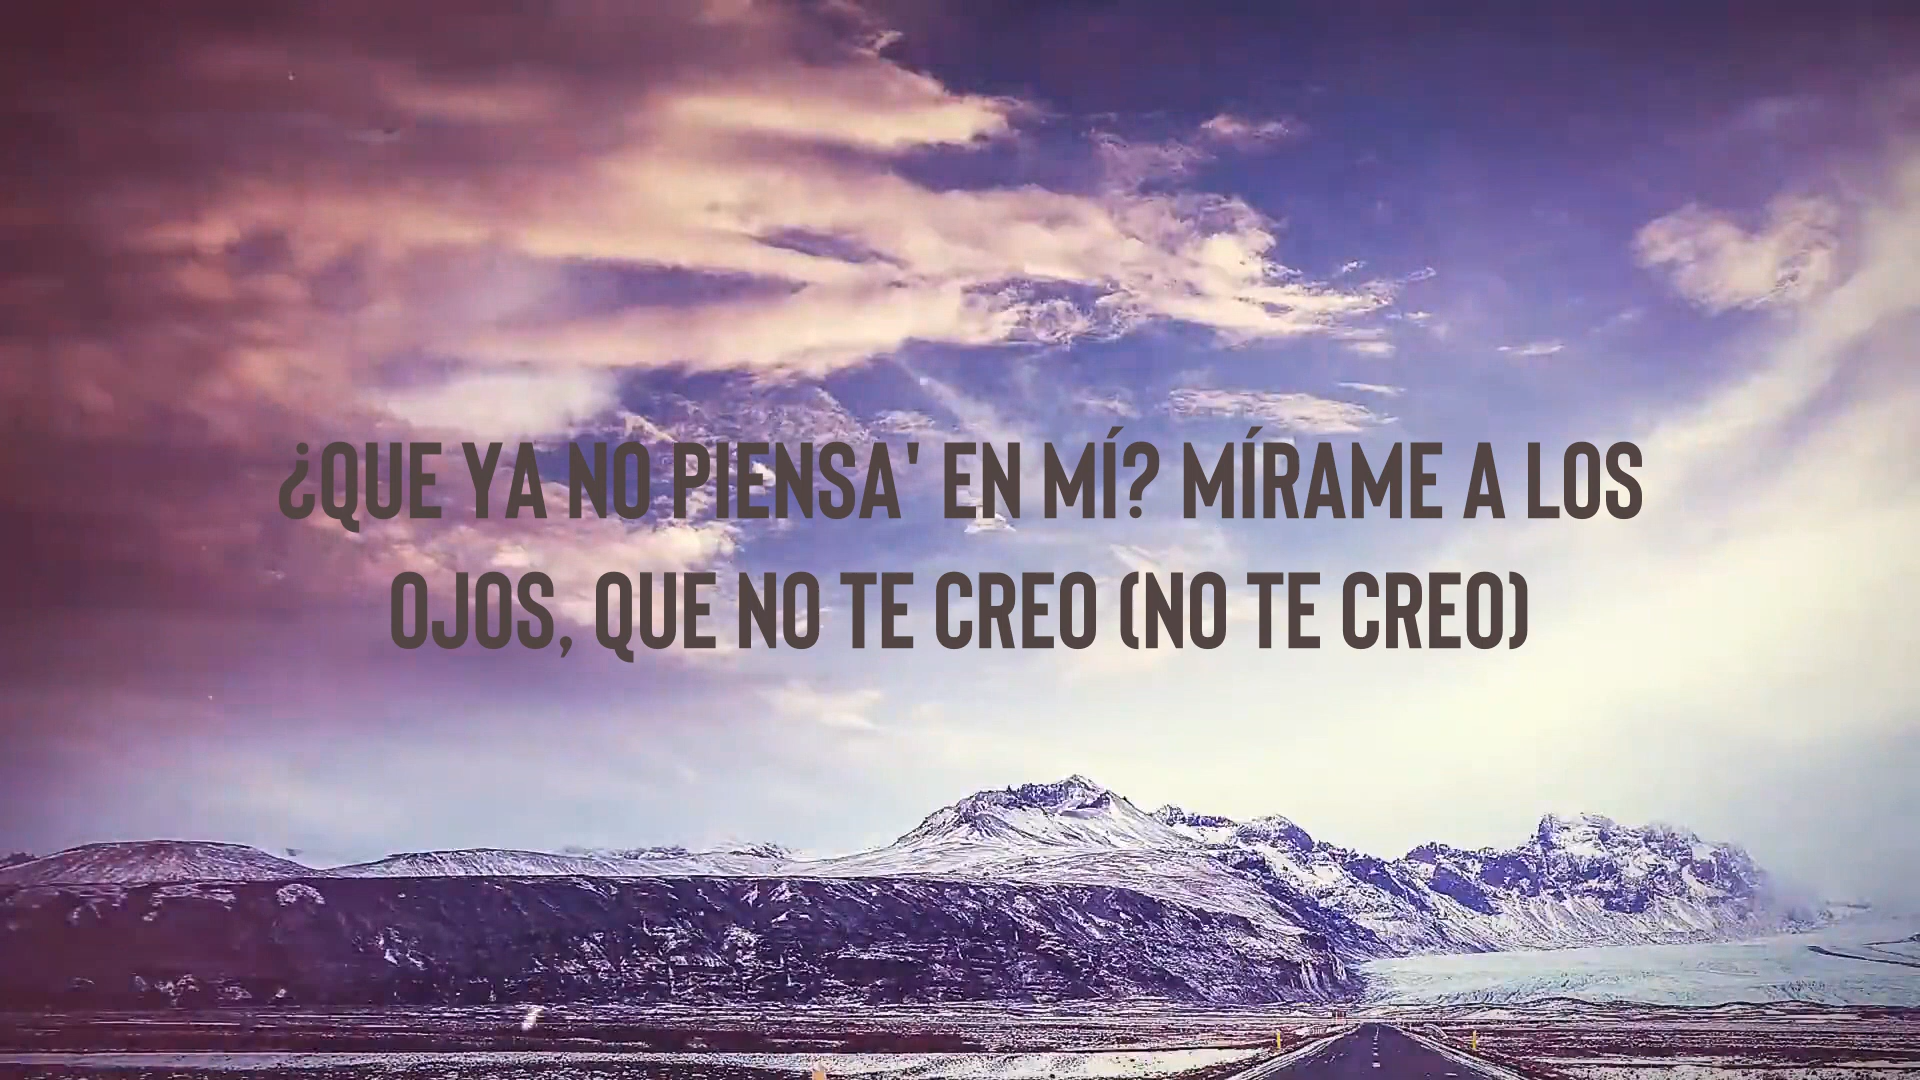 ¿QUE YA NO PIENSA' EN MÍ? MÍRAME A LOS
OJOS, QUE NO TE CREO (NO TE CREO)